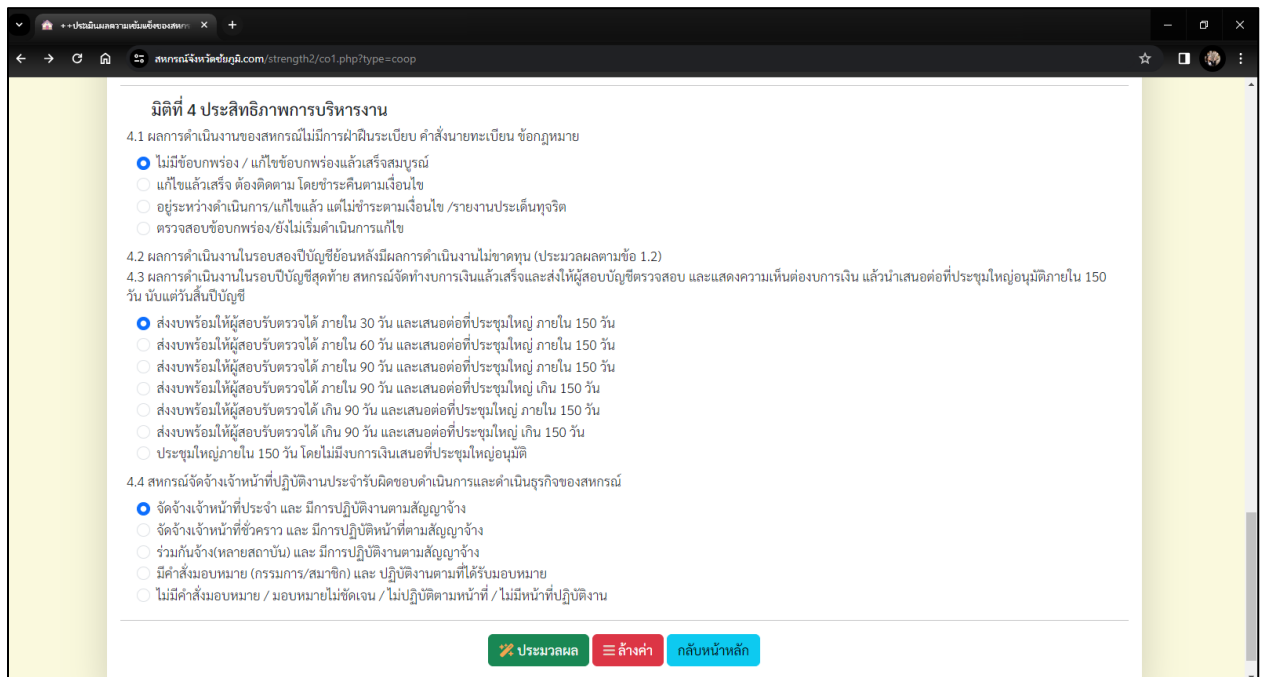 ++ประเมินผลความเข้มแข็งของสหกร
สหกรณ์จังหวัดชัยภูมิ.com/strength2/co1.php?type=coop
มิติที่ 4 ประสิทธิภาพการบริหารงาน
4.1 ผลการดำเนินงานของสหกรณ์ไม่มีการฝ่าฝืนระเบียบ คำสั่งนายทะเบียน ข้อกฎหมาย
ไม่มีข้อบกพร่อง / แก้ไขข้อบกพร่องแล้วเสร็จสมบูรณ์
แก้ไขแล้วเสร็จ ต้องติดตาม โดยชำระคืนตามเงื่อนไข
อยู่ระหว่างดำเนินการ/แก้ไขแล้ว แต่ไม่ชำระตามเงื่อนไข /รายงานประเด็นทุจริต
ตรวจสอบข้อบกพร่อง/ยังไม่เริ่มดำเนินการแก้ไข
4.2 ผลการดำเนินงานในรอบสองปีบัญชีย้อนหลังมีผลการดำเนินงานไม่ขาดทุน (ประมวลผลตามข้อ 1.2)
4.3 ผลการดำเนินงานในรอบปีบัญชีสุดท้าย สหกรณ์จัดทำงบการเงินแล้วเสร็จและส่งให้ผู้สอบบัญชีตรวจสอบ และแสดงความเห็นต่องบการเงิน แล้วนำเสนอต่อที่ประชุมใหญ่อนุมัติภายใน 150
วัน นับแต่วันสิ้นปีบัญชี
ส่งงบพร้อมให้ผู้สอบรับตรวจได้ ภายใน 30 วัน และเสนอต่อที่ประชุมใหญ่ ภายใน 150 วัน
ส่งงบพร้อมให้ผู้สอบรับตรวจได้ ภายใน 60 วัน และเสนอต่อที่ประชุมใหญ่ ภายใน 150 วัน
ส่งงบพร้อมให้ผู้สอบรับตรวจได้ ภายใน 90 วัน และเสนอต่อที่ประชุมใหญ่ ภายใน 150 วัน
ส่งงบพร้อมให้ผู้สอบรับตรวจได้ ภายใน 90 วัน และเสนอต่อที่ประชุมใหญ่ เกิน 150 วัน
ส่งงบพร้อมให้ผู้สอบรับตรวจได้ เกิน 90 วัน และเสนอต่อที่ประชุมใหญ่ ภายใน 150 วัน
ส่งงบพร้อมให้ผู้สอบรับตรวจได้ เกิน 90 วัน และเสนอต่อที่ประชุมใหญ่ เกิน 150 วัน
ประชุมใหญ่ภายใน 150 วัน โดยไม่มีงบการเงินเสนอที่ประชุมใหญ่อนุมัติ
4.4 สหกรณ์จัดจ้างเจ้าหน้าที่ปฏิบัติงานประจำรับผิดชอบดำเนินการและดำเนินธุรกิจของสหกรณ์
จัดจ้างเจ้าหน้าที่ประจำ และ มีการปฏิบัติงานตามสัญญาจ้าง
จัดจ้างเจ้าหน้าที่ชั่วคราว และ มีการปฏิบัติหน้าที่ตามสัญญาจ้าง
ร่วมกันจ้าง(หลายสถาบัน) และ มีการปฏิบัติงานตามสัญญาจ้าง
มีคำสั่งมอบหมาย (กรรมการ/สมาชิก) และ ปฏิบัติงานตามที่ได้รับมอบหมาย
ไม่มีคำสั่งมอบหมาย / มอบหมายไม่ชัดเจน / ไม่ปฏิบัติตามหน้าที่ / ไม่มีหน้าที่ปฏิบัติงาน
ประมวลผล ล้างค่า กลับหน้าหลัก